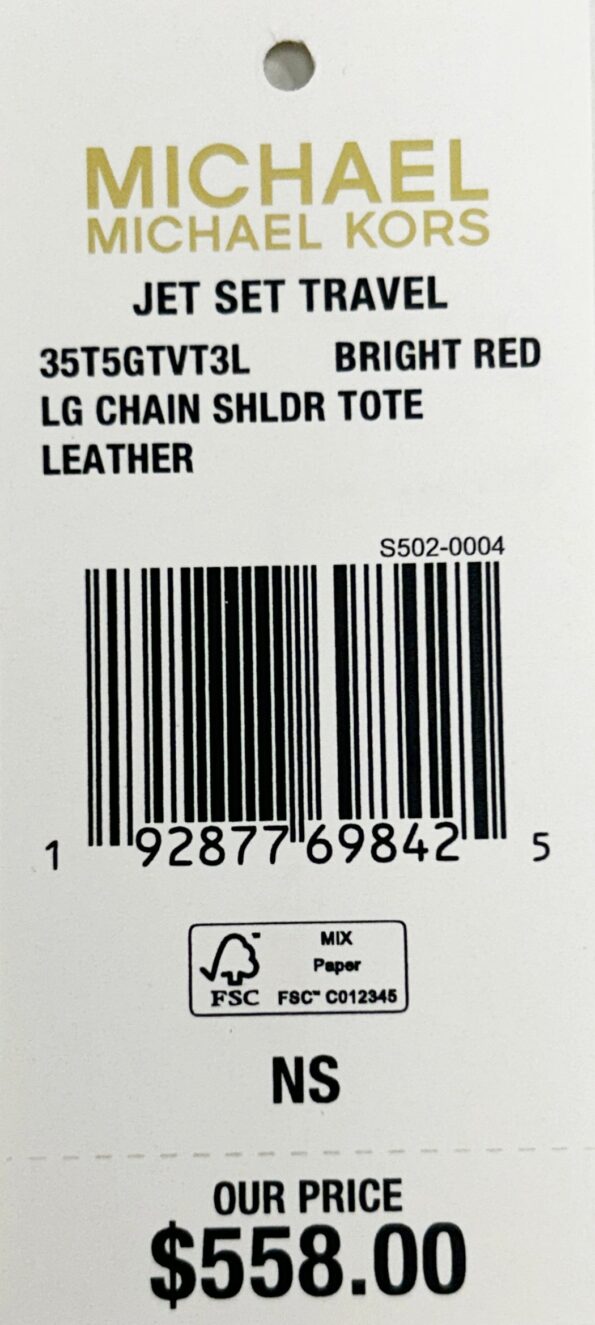 MICHAEL
MICHAEL KORS
JET SET TRAVEL
35T5GTVT3L BRIGHT RED
LG CHAIN SHLDR TOTE
LEATHER
S502-0004
1 92877 69842 5
MIX
Paper
FSC FSC™ C012345
NS
OUR PRICE
$558.00